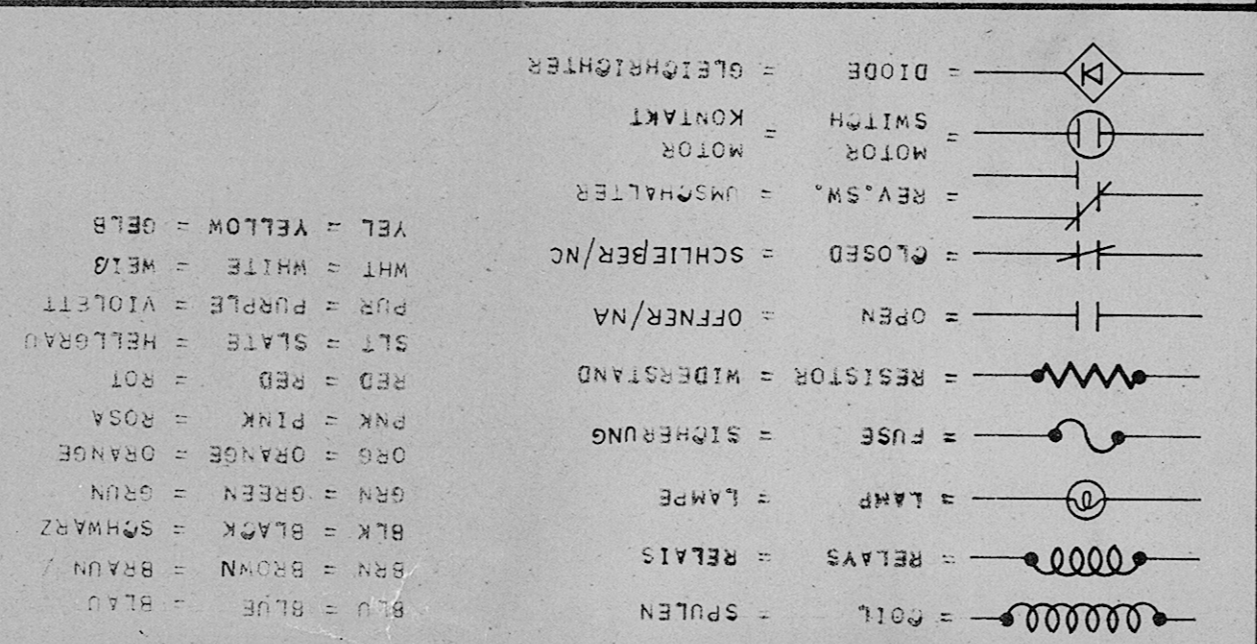 = COIL = SPULEN
= RELAYS = RELAIS
= LAMP = LAMPE
= FUSE = SICHERUNG
= RESISTOR = WIDERSTAND
= OPEN = OFFNER/NA
= CLOSED = SCHLIEßER/NC
= REV.SW. = UMSCHALTER
= MOTOR = MOTOR
SWITCH KONTAKT
= DIODE = GLEICHRICHTER
BLU = BLUE = BLAU
BRN = BROWN = BRAUN
BLK = BLACK = SCHWARZ
GRN = GREEN = GRUN
ORG = ORANGE = ORANGE
PNK = PINK = ROSA
RED = RED = ROT
SLT = SLATE = HELLGRAU
PUR = PURPLE = VIOLETT
WHT = WHITE = WEIß
YEL = YELLOW = GELB